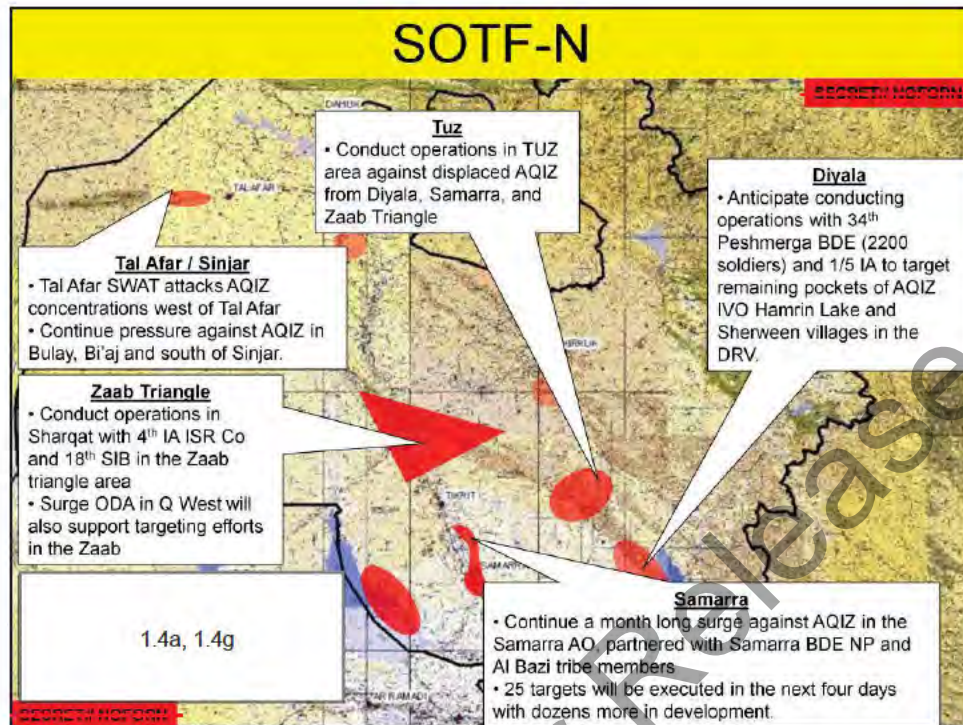 SOTF-N
SECRET// NOFORN
DAHUK
TAL AFAR
Tuz
• Conduct operations in TUZ
area against displaced AQIZ
from Diyala, Samarra, and
Zaab Triangle
Diyala
• Anticipate conducting
operations with 34th
Peshmerga BDE (2200
soldiers) and 1/5 IA to target
remaining pockets of AQIZ
IVO Hamrin Lake and
Sherween villages in the
DRV.
Tal Afar / Sinjar
• Tal Afar SWAT attacks AQIZ
concentrations west of Tal Afar
• Continue pressure against AQIZ in
Bulay, Bi'aj and south of Sinjar.
Zaab Triangle
• Conduct operations in
Sharqat with 4th IA ISR Co
and 18th SIB in the Zaab
triangle area
• Surge ODA in Q West will
also support targeting efforts
in the Zaab
TIKRIT
SAMARRA
Samarra
• Continue a month long surge against AQIZ in the
Samarra AO, partnered with Samarra BDE NP and
Al Bazi tribe members
• 25 targets will be executed in the next four days
with dozens more in development.
1.4a, 1.4g
AR RAMADI
SECRET// NOFORN
Release